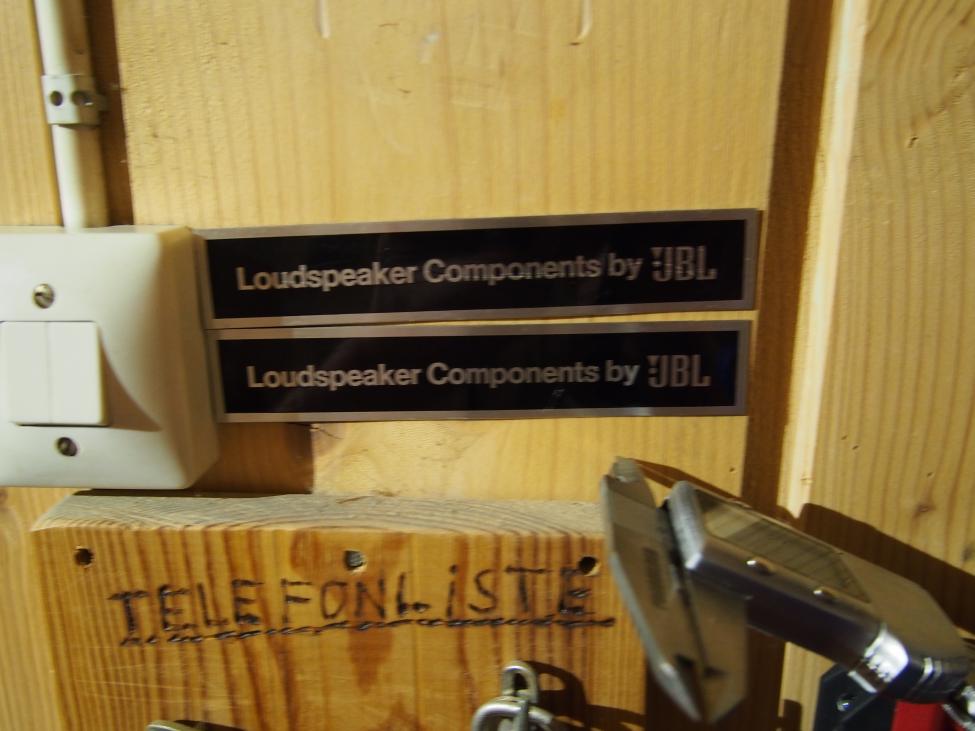 Loudspeaker Components by JBL
Loudspeaker Components by JBL
TELEFONLISTE